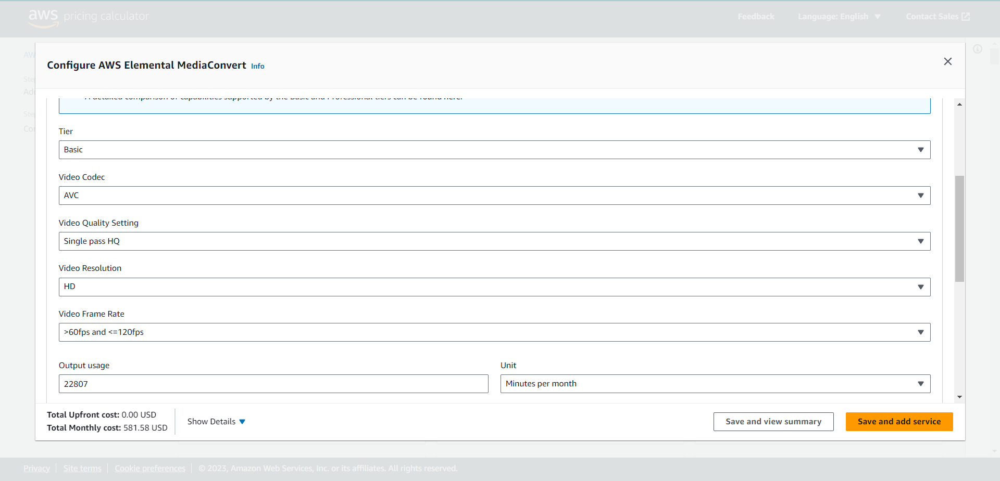 aws pricing calculator
Feedback
Language: English
Contact Sales
Configure AWS Elemental MediaConvert Info
A detailed comparison of capabilities supported by the Basic and Professional tiers can be found here.
Tier
Basic
Video Codec
AVC
Video Quality Setting
Single pass HQ
Video Resolution
HD
Video Frame Rate
>60fps and <=120fps
Output usage
22807
Unit
Minutes per month
Total Upfront cost: 0.00 USD
Total Monthly cost: 581.58 USD
Show Details
Save and view summary
Save and add service
Privacy
Site terms
Cookie preferences
© 2023, Amazon Web Services, Inc. or its affiliates. All rights reserved.